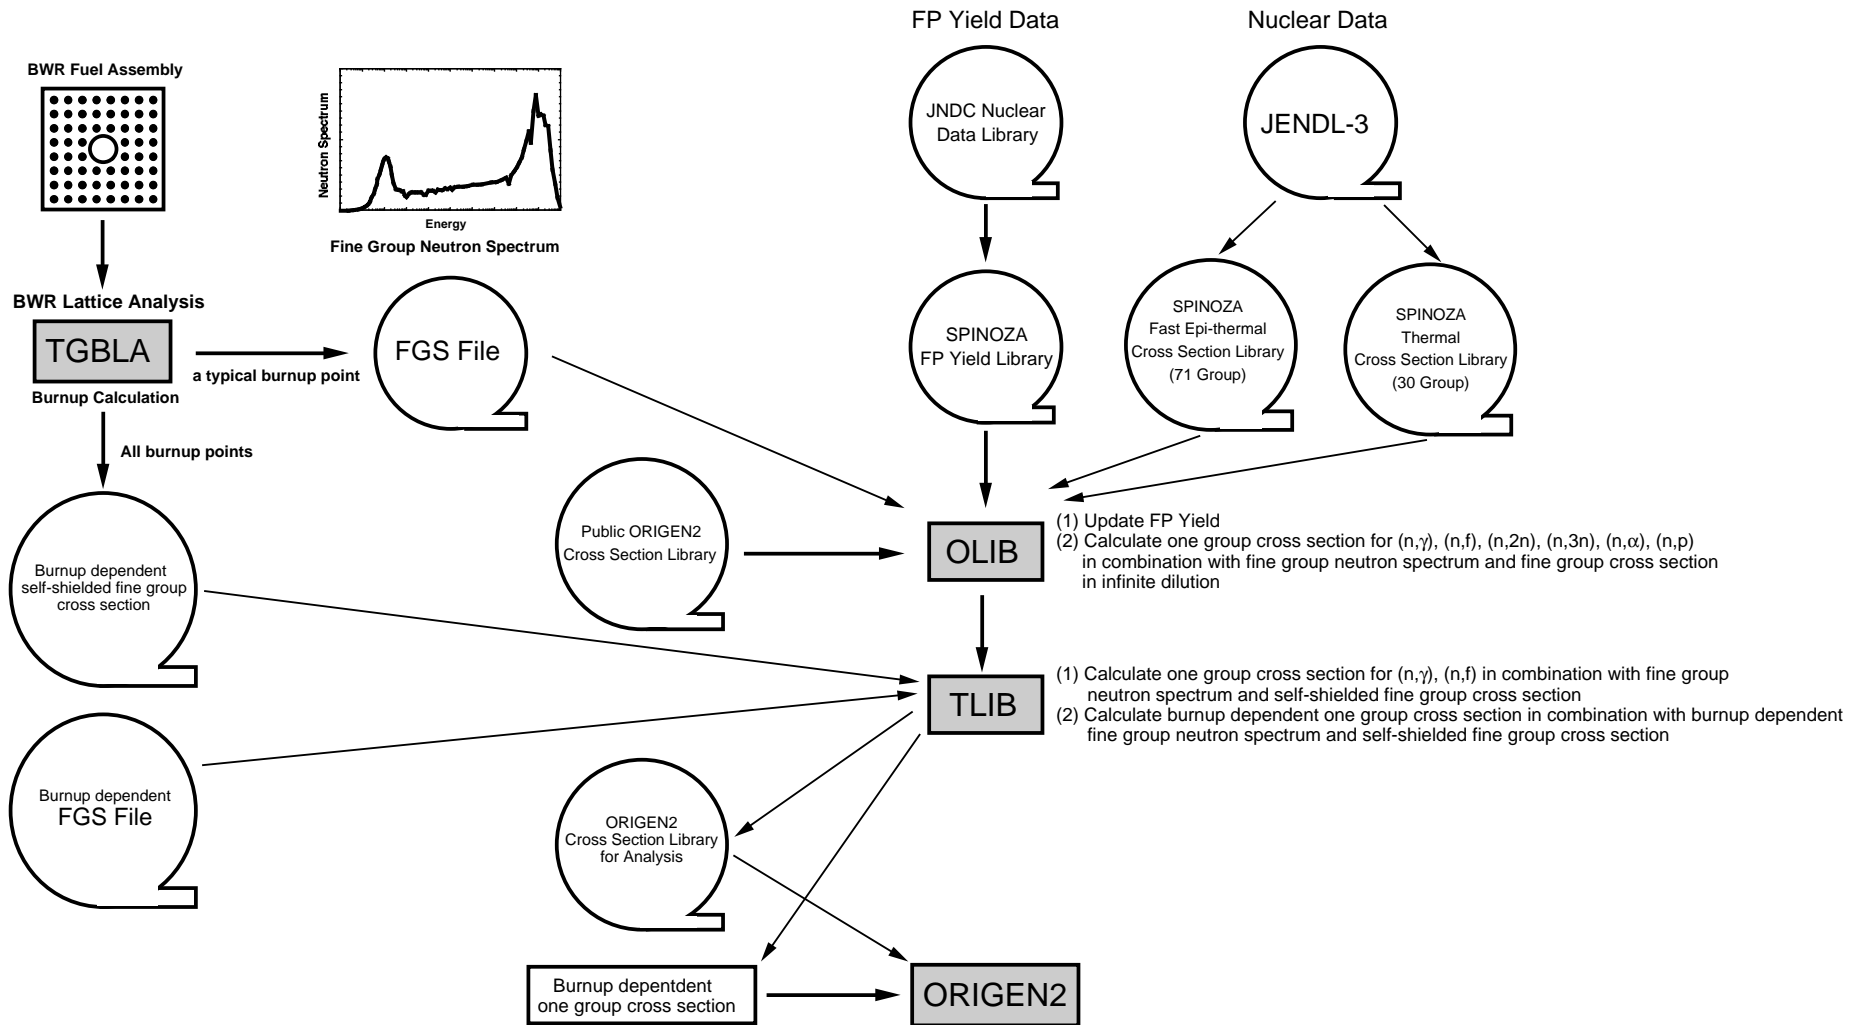 FP Yield Data
Nuclear Data
BWR Fuel Assembly
Neutron Spectrum
Energy
Fine Group Neutron Spectrum
JNDC Nuclear
Data Library
JENDL-3
BWR Lattice Analysis
TGBLA
Burnup Calculation
a typical burnup point
FGS File
SPINOZA
FP Yield Library
SPINOZA
Fast Epi-thermal
Cross Section Library
(71 Group)
SPINOZA
Thermal
Cross Section Library
(30 Group)
All burnup points
Public ORIGEN2
Cross Section Library
OLIB
(1) Update FP Yield
(2) Calculate one group cross section for (n,γ), (n,f), (n,2n), (n,3n), (n,α), (n,p)
in combination with fine group neutron spectrum and fine group cross section
in infinite dilution
Burnup dependent
self-shielded fine group
cross section
TLIB
(1) Calculate one group cross section for (n,γ), (n,f) in combination with fine group
neutron spectrum and self-shielded fine group cross section
(2) Calculate burnup dependent one group cross section in combination with burnup dependent
fine group neutron spectrum and self-shielded fine group cross section
Burnup dependent
FGS File
ORIGEN2
Cross Section Library
for Analysis
Burnup depentdent
one group cross section
ORIGEN2